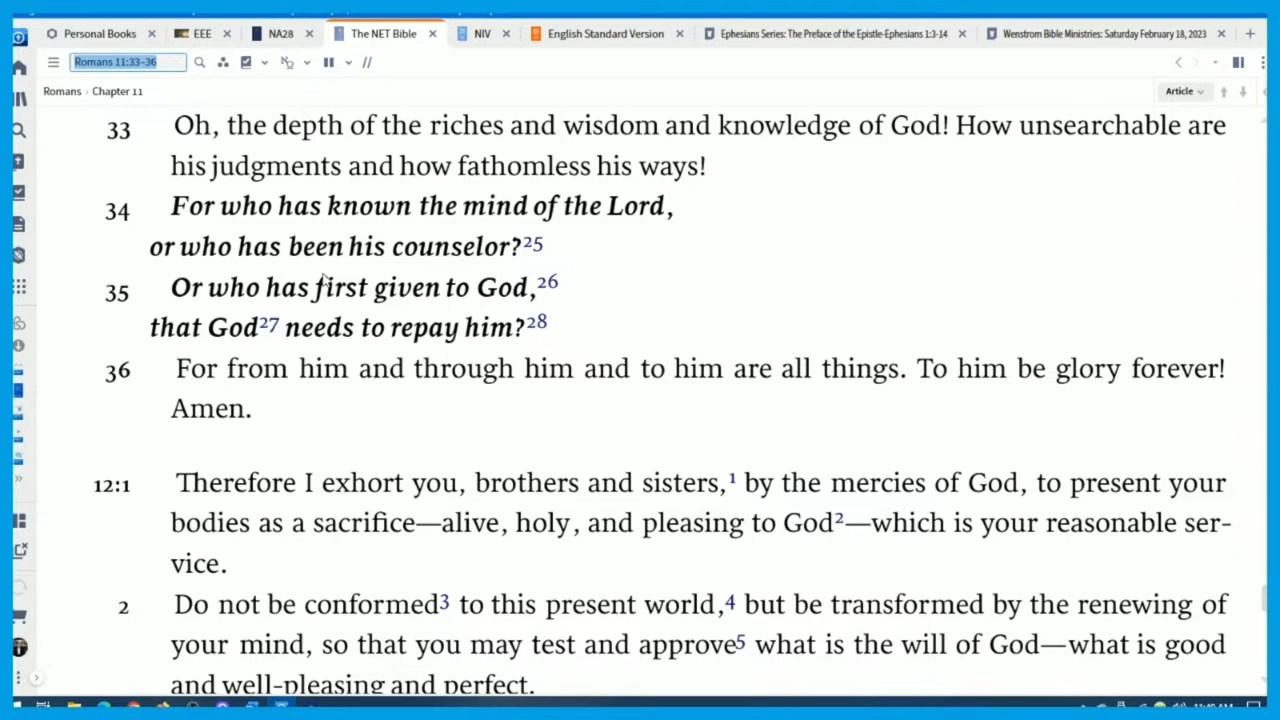 Personal Books
EEE
NA28
The NET Bible
NIV
English Standard Version
Ephesians Series: The Preface of the Epistle-Ephesians 1:3-14
Wenstrom Bible Ministries: Saturday February 18, 2023
Romans 11:33–36
Romans › Chapter 11
Article
33 Oh, the depth of the riches and wisdom and knowledge of God! How unsearchable are
his judgments and how fathomless his ways!
34 For who has known the mind of the Lord,
or who has been his counselor?25
35 Or who has first given to God,26
that God27 needs to repay him?28
36 For from him and through him and to him are all things. To him be glory forever!
Amen.
12:1 Therefore I exhort you, brothers and sisters,1 by the mercies of God, to present your
bodies as a sacrifice—alive, holy, and pleasing to God2—which is your reasonable ser-
vice.
2 Do not be conformed3 to this present world,4 but be transformed by the renewing of
your mind, so that you may test and approve5 what is the will of God—what is good
and well-pleasing and perfect.